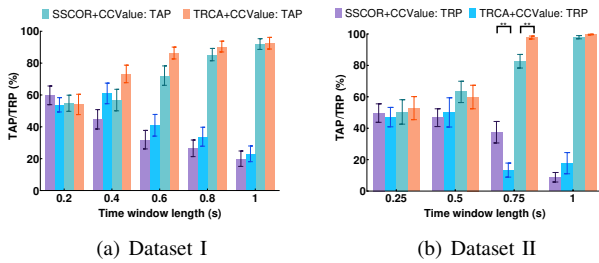 (a)
SSCOR+CCValue: TAP
TRCA+CCValue: TAP
TAP/TRP (%)
100
80
60
40
20
0
0.2
0.4
0.6
0.8
1
Time window length (s)
(a) Dataset I
(b)
SSCOR+CCValue: TRP
TRCA+CCValue: TRP
**
**
TAP/TRP (%)
100
80
60
40
20
0
0.25
0.5
0.75
1
Time window length (s)
(b) Dataset II